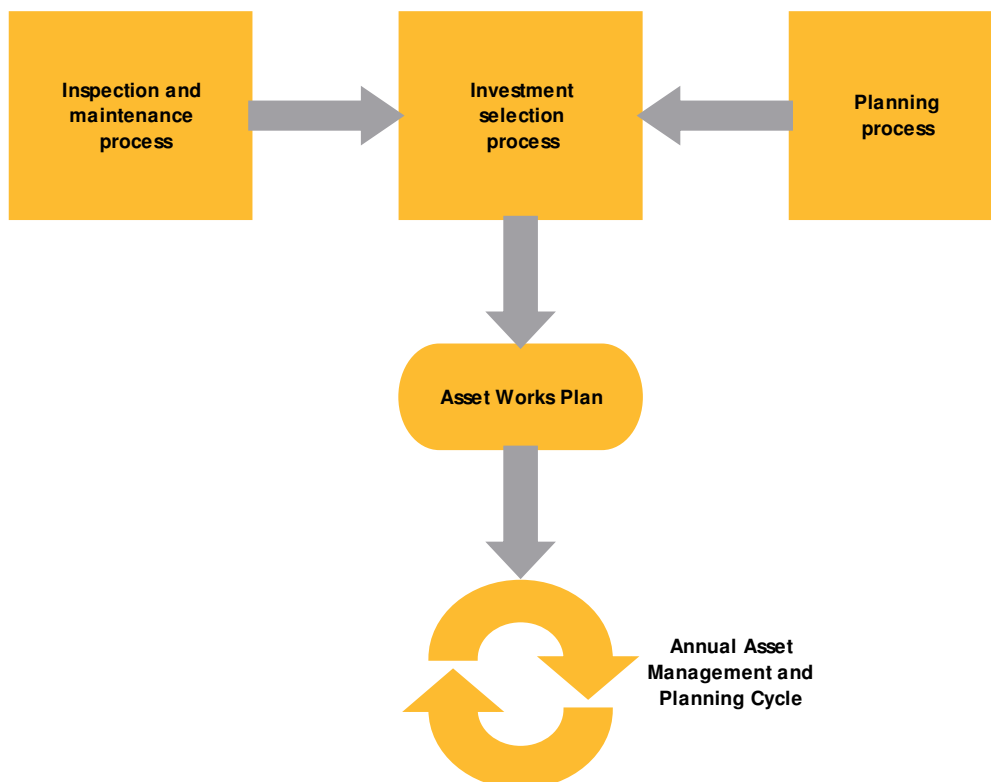 Inspection and
maintenance
process
Investment
selection
process
Planning
process
Asset Works Plan
Annual Asset
Management and
Planning Cycle